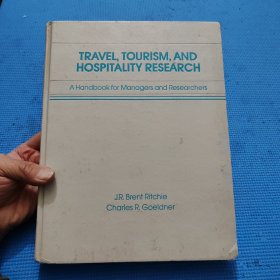 TRAVEL, TOURISM, AND
HOSPITALITY RESEARCH
A Handbook for Managers and Researchers
J.R. Brent Ritchie
Charles R. Goeldner